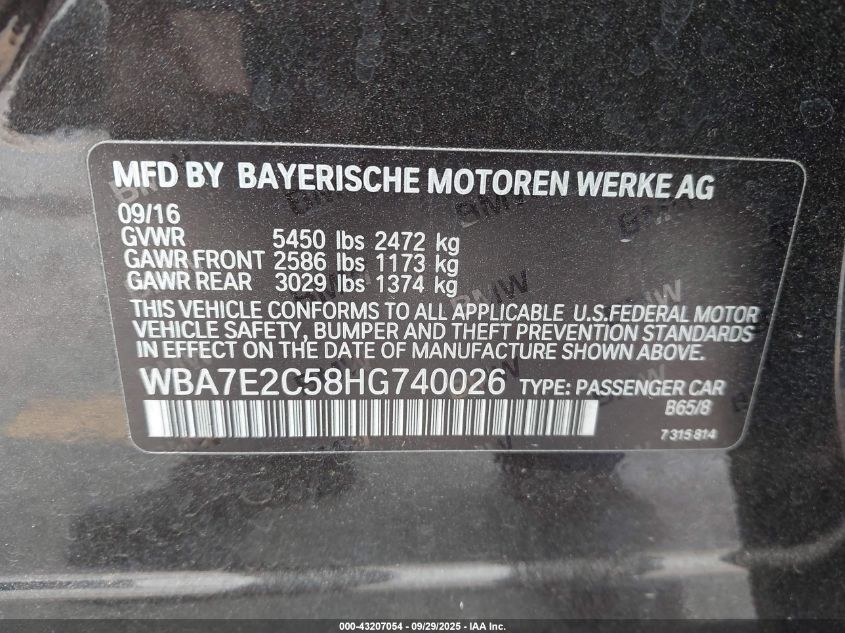 MFD BY BAYERISCHE MOTOREN WERKE AG
09/16
GVWR 5450 lbs 2472 kg
GAWR FRONT 2586 lbs 1173 kg
GAWR REAR 3029 lbs 1374 kg
THIS VEHICLE CONFORMS TO ALL APPLICABLE U.S.FEDERAL MOTOR
VEHICLE SAFETY, BUMPER AND THEFT PREVENTION STANDARDS
IN EFFECT ON THE DATE OF MANUFACTURE SHOWN ABOVE.
WBA7E2C58HG740026 TYPE: PASSENGER CAR
B65/8
7315814
000-43207054 - 09/29/2025 - IAA Inc.